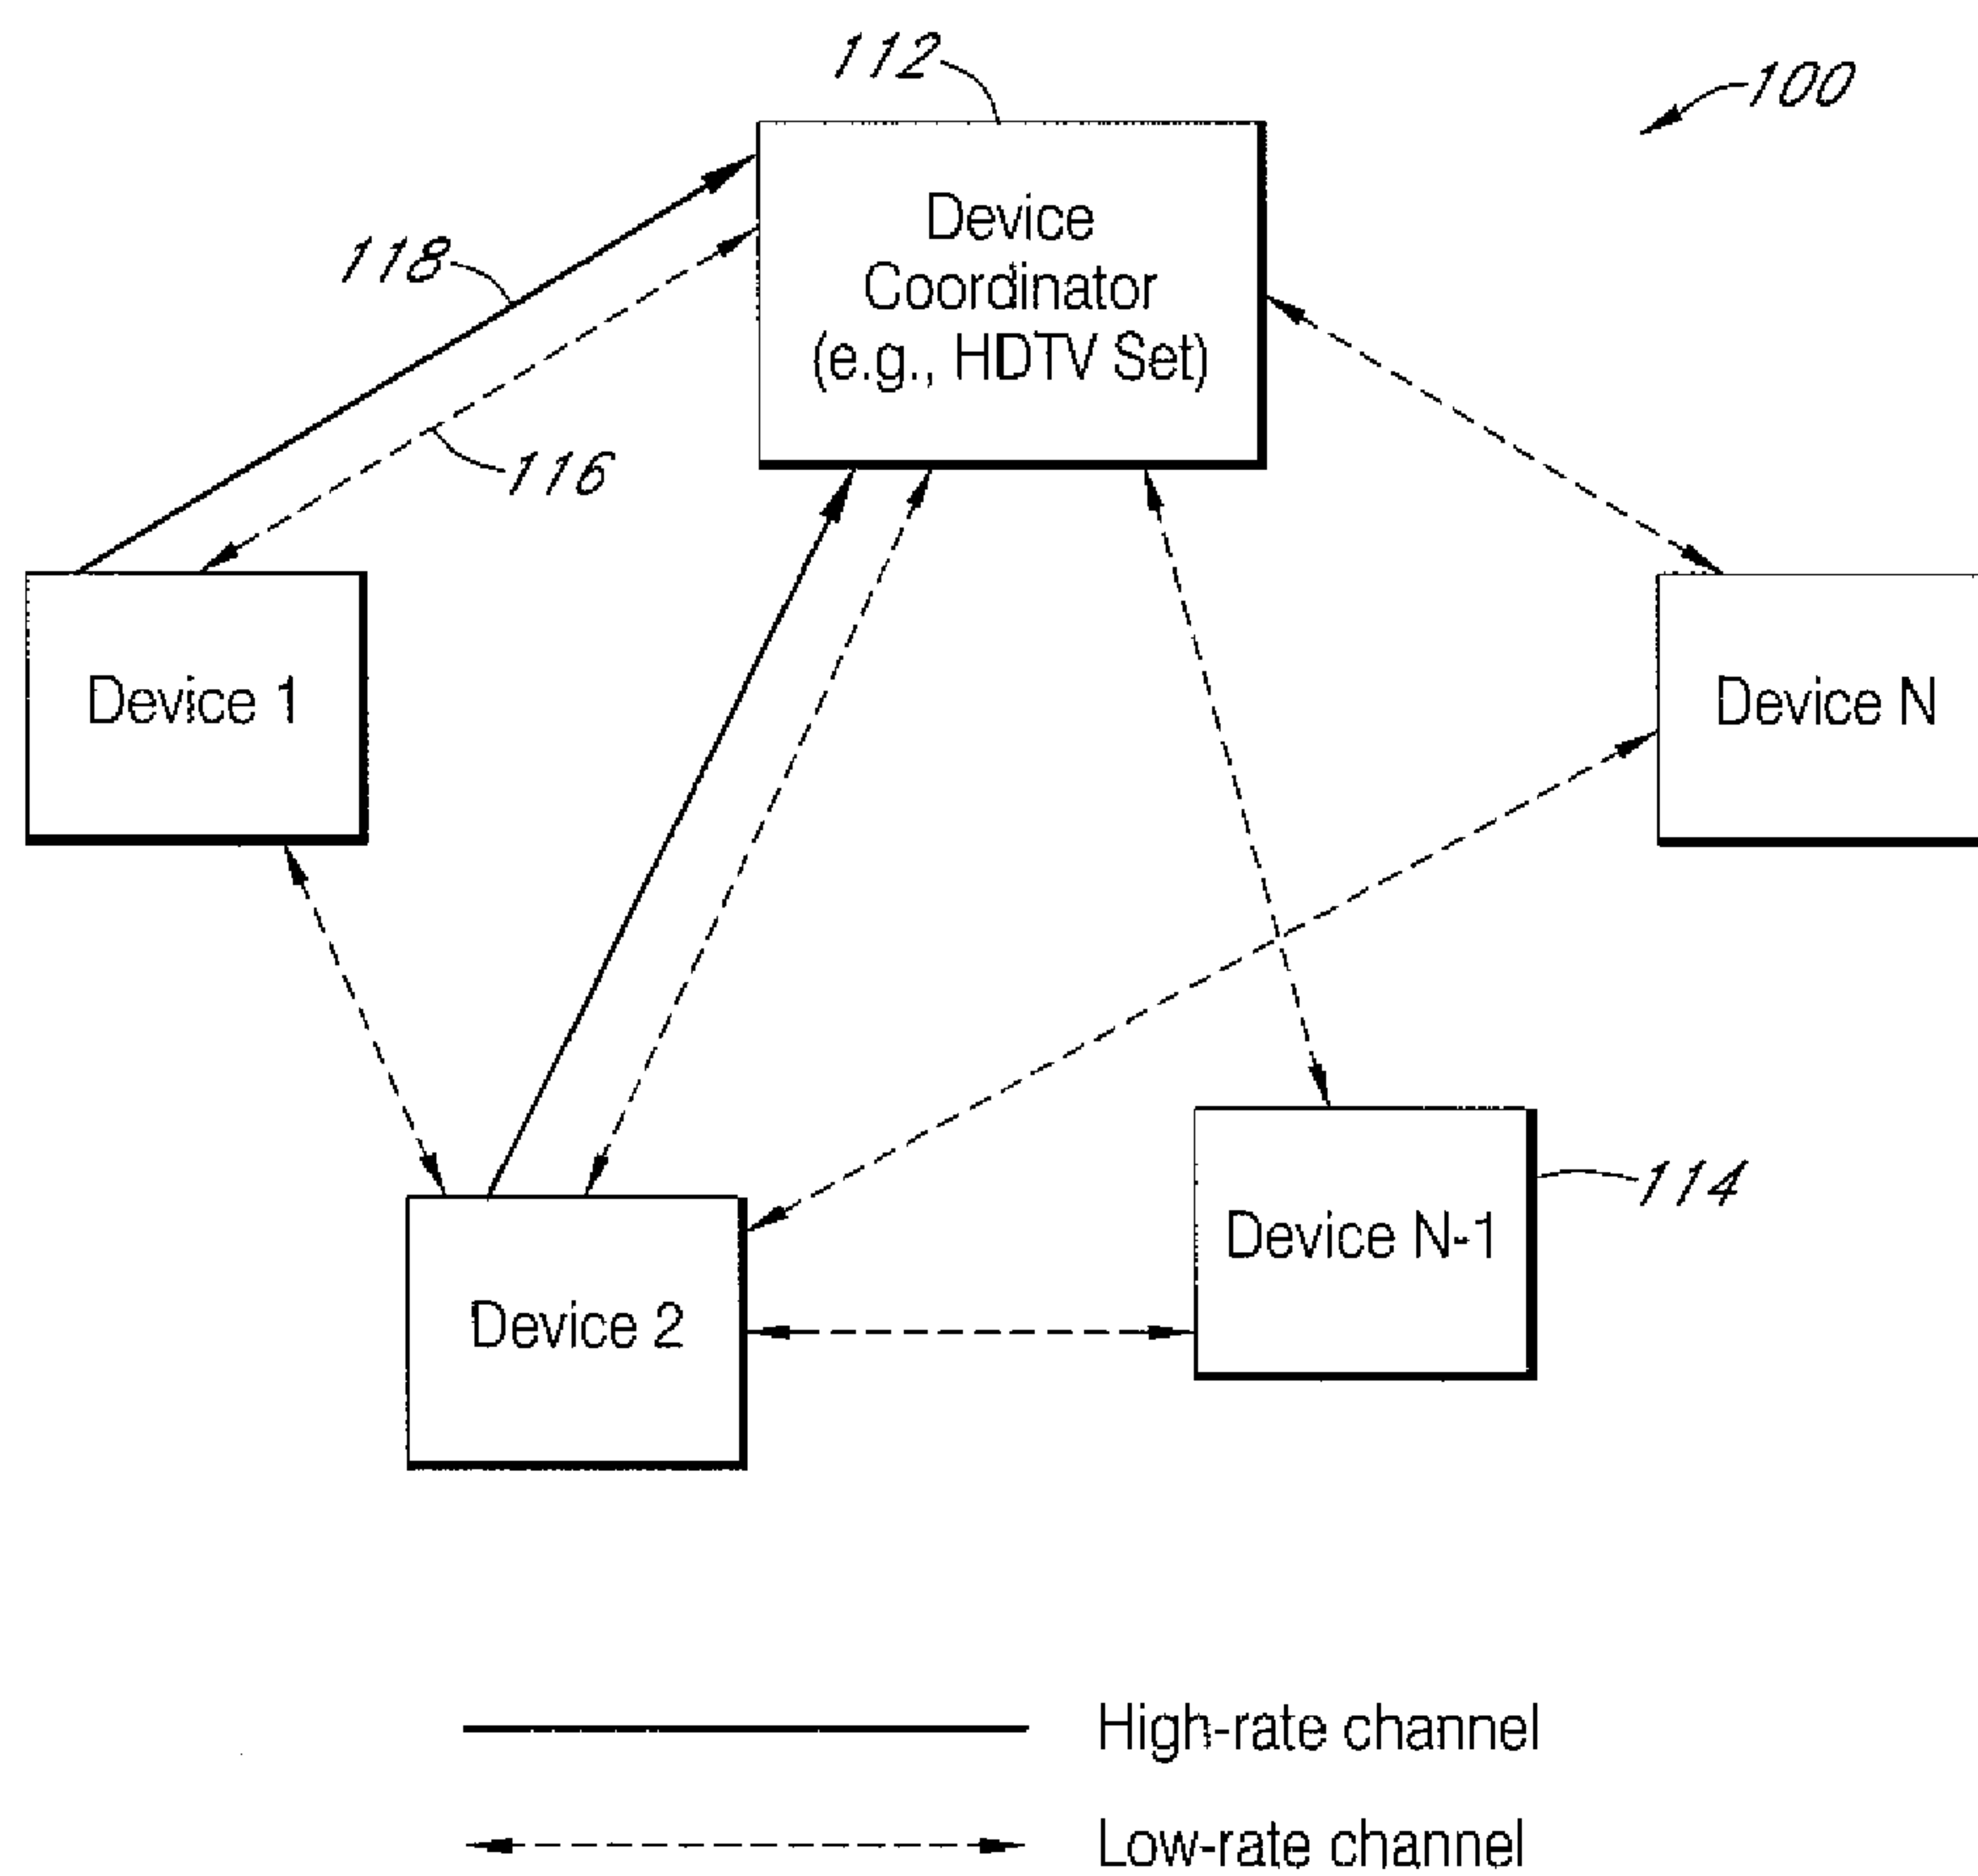 112
100
Device
Coordinator
(e.g., HDTV Set)
118
116
Device 1
Device N
114
Device N-1
Device 2
High-rate channel
Low-rate channel